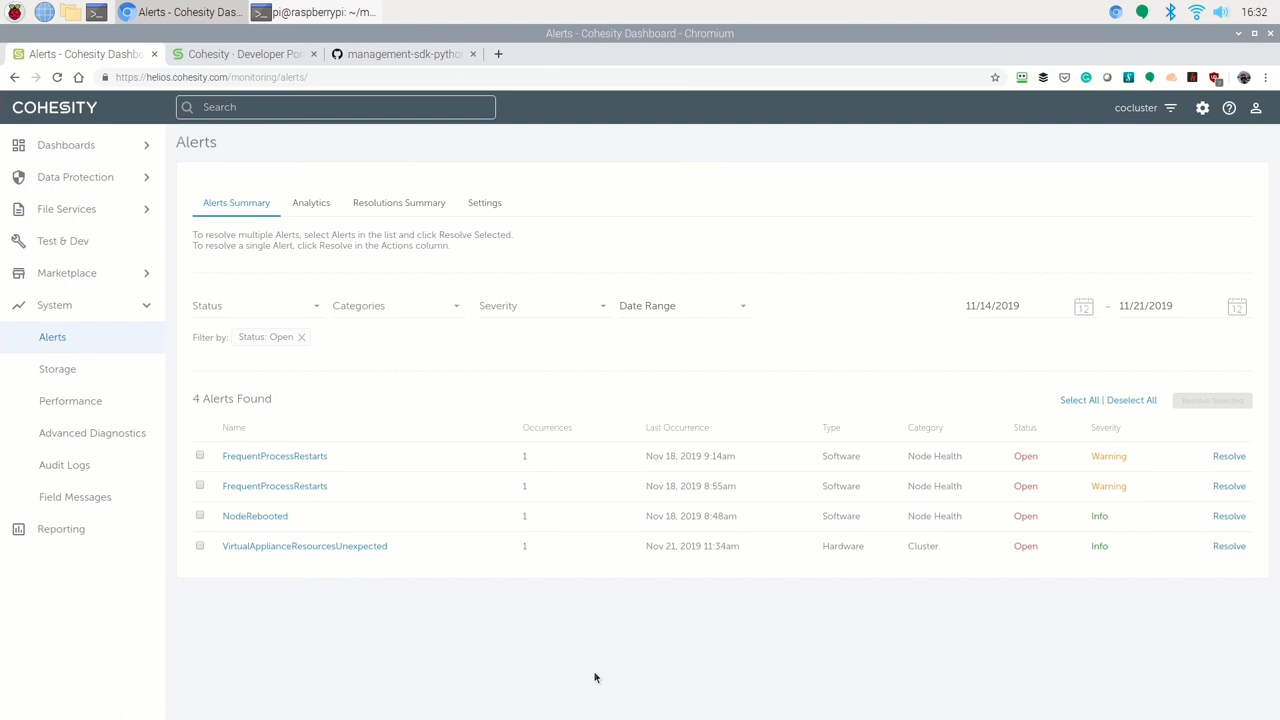 Alerts - Cohesity Das...
pi@raspberrypi: ~/m...
16:32
Alerts - Cohesity Dashboard - Chromium
Alerts - Cohesity Dashbo
Cohesity - Developer Por
management-sdk-pytho
https://helios.cohesity.com/monitoring/alerts/
COHESITY
Search
cocluster
Dashboards
Data Protection
File Services
Test & Dev
Marketplace
System
Alerts
Storage
Performance
Advanced Diagnostics
Audit Logs
Field Messages
Reporting
Alerts
Alerts Summary
Analytics
Resolutions Summary
Settings
To resolve multiple Alerts, select Alerts in the list and click Resolve Selected.
To resolve a single Alert, click Resolve in the Actions column.
Status
Categories
Severity
Date Range
11/14/2019
12
–
11/21/2019
12
Filter by:
Status: Open
4 Alerts Found
Select All | Deselect All
Resolve Selected
Name Occurrences Last Occurrence Type Category Status Severity
FrequentProcessRestarts 1 Nov 18, 2019 9:14am Software Node Health Open Warning Resolve
FrequentProcessRestarts 1 Nov 18, 2019 8:55am Software Node Health Open Warning Resolve
NodeRebooted 1 Nov 18, 2019 8:48am Software Node Health Open Info Resolve
VirtualApplianceResourcesUnexpected 1 Nov 21, 2019 11:34am Hardware Cluster Open Info Resolve